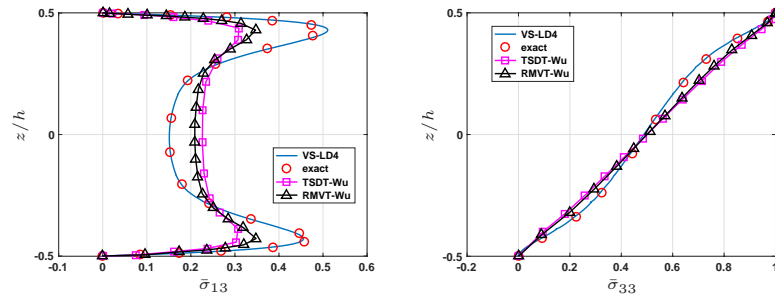 0.5
0
-0.5
z/h
-0.1 0 0.1 0.2 0.3 0.4 0.5 0.6
σ̄₁₃
VS-LD4
exact
TSDT-Wu
RMVT-Wu
0.5
0
-0.5
z/h
-0.2 0 0.2 0.4 0.6 0.8 1
σ̄₃₃
VS-LD4
exact
TSDT-Wu
RMVT-Wu